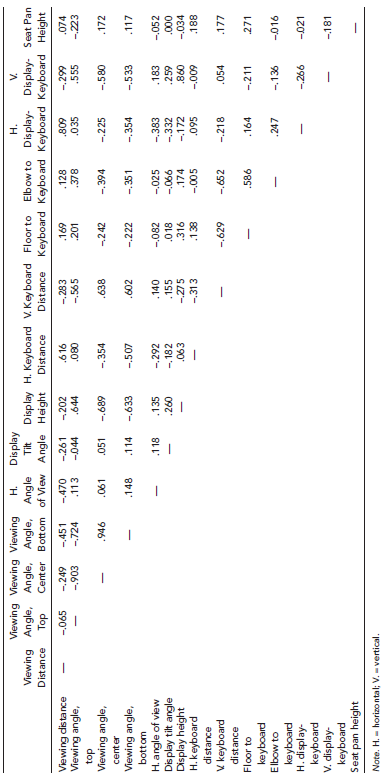 H. Display H. V.
Viewing Viewing Viewing Viewing Angle Tilt Display H. Keyboard V. Keyboard Floor to Elbow to Display- Display- Seat Pan
Distance Angle, Top Angle, Center Angle, Bottom of View Angle Height Distance Distance Keyboard Keyboard Keyboard Keyboard Height
Viewing distance — –.065 –.249 –.451 –.470 –.261 –.202 .616 –.283 .169 .128 .809 –.299 .074
Viewing angle, — –.903 –.724 .113 –.044 .644 .080 –.565 .201 .378 .035 .555 –.223
top
Viewing angle, — .946 .061 .051 –.689 –.354 .638 –.242 –.394 –.225 –.580 .172
center
Viewing angle, — .148 .114 –.633 –.507 .602 –.222 –.351 –.354 –.533 .117
bottom
H. angle of view — .118 .135 –.292 .140 –.082 –.025 –.383 .183 –.052
Display tilt angle — .260 –.182 .155 .018 –.066 –.332 .259 .000
Display height — .063 –.275 .316 .174 –.172 .860 –.034
H. keyboard — –.313 .138 –.005 .095 –.009 .188
distance
V. keyboard — –.629 –.652 –.218 .054 .177
distance
Floor to — .586 .164 –.211 .271
keyboard
Elbow to — .247 –.136 –.016
keyboard
H. display- — –.266 –.021
keyboard
V. display- — –.181
keyboard
Seat pan height —
Note. H. = horizontal; V. = vertical.